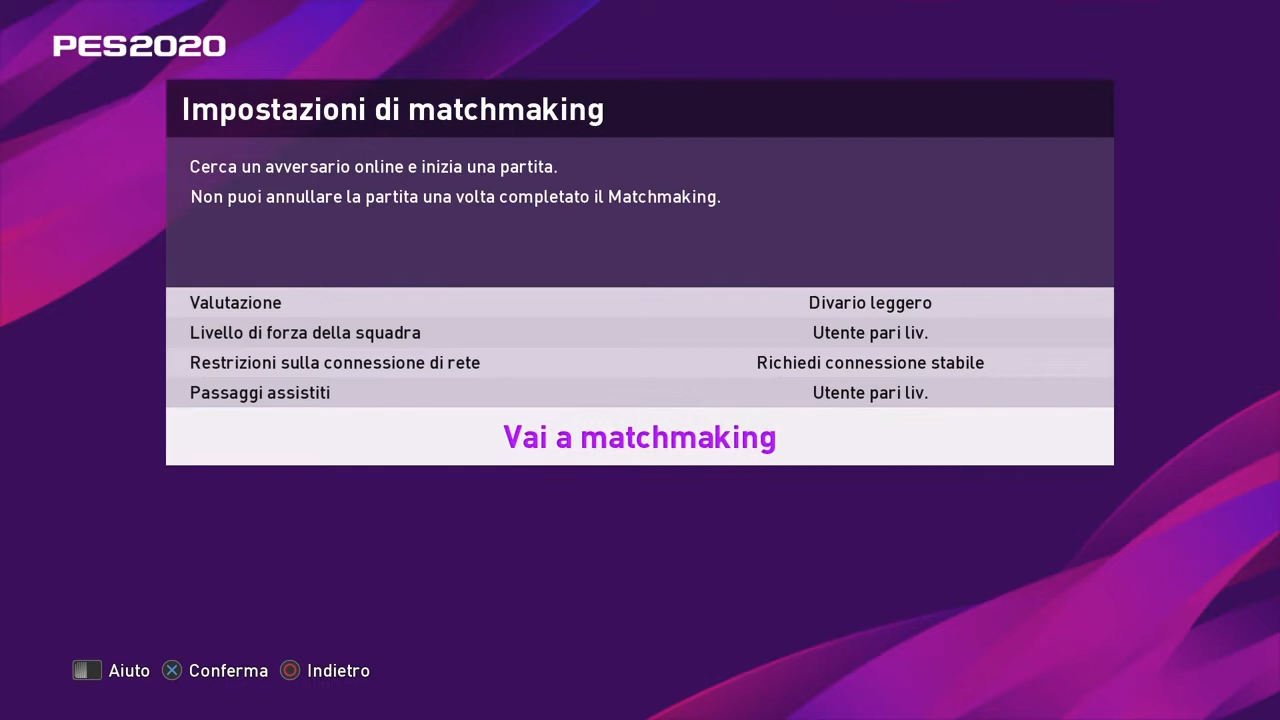 PES2020
Impostazioni di matchmaking
Cerca un avversario online e inizia una partita.
Non puoi annullare la partita una volta completato il Matchmaking.
Valutazione Divario leggero
Livello di forza della squadra Utente pari liv.
Restrizioni sulla connessione di rete Richiedi connessione stabile
Passaggi assistiti Utente pari liv.
Vai a matchmaking
Aiuto Conferma Indietro